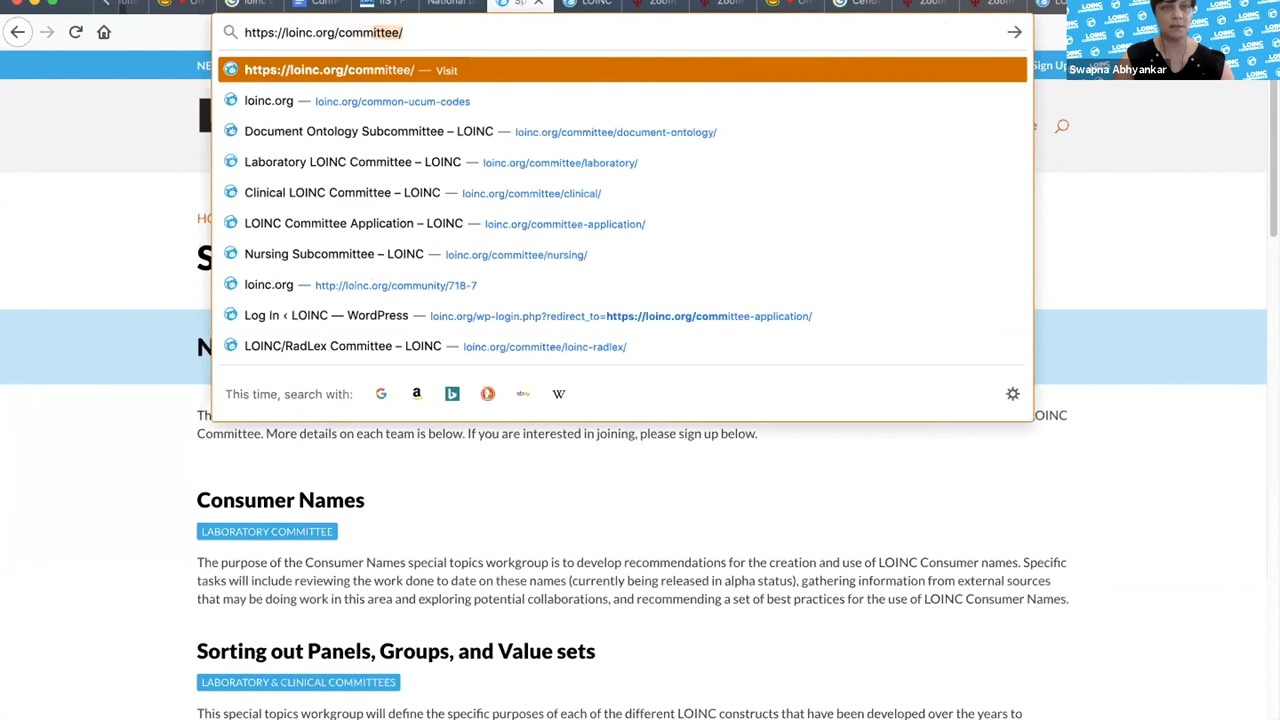 https://loinc.org/committee/
https://loinc.org/committee/ — Visit
loinc.org — loinc.org/common-ucum-codes
Document Ontology Subcommittee – LOINC — loinc.org/committee/document-ontology/
Laboratory LOINC Committee – LOINC — loinc.org/committee/laboratory/
Clinical LOINC Committee – LOINC — loinc.org/committee/clinical/
LOINC Committee Application – LOINC — loinc.org/committee-application/
Nursing Subcommittee – LOINC — loinc.org/committee/nursing/
loinc.org — http://loinc.org/community/718-7
Log In ‹ LOINC — WordPress — loinc.org/wp-login.php?redirect_to=https://loinc.org/committee-application/
LOINC/RadLex Committee – LOINC — loinc.org/committee/loinc-radlex/
This time, search with:
Swapna Abhyankar
Sign Up
NE
HO
S
N
Th OINC
Committee. More details on each team is below. If you are interested in joining, please sign up below.
Consumer Names
LABORATORY COMMITTEE
The purpose of the Consumer Names special topics workgroup is to develop recommendations for the creation and use of LOINC Consumer names. Specific
tasks will include reviewing the work done to date on these names (currently being released in alpha status), gathering information from external sources
that may be doing work in this area and exploring potential collaborations, and recommending a set of best practices for the use of LOINC Consumer Names.
Sorting out Panels, Groups, and Value sets
LABORATORY & CLINICAL COMMITTEES
This special topics workgroup will define the specific purposes of each of the different LOINC constructs that have been developed over the years to